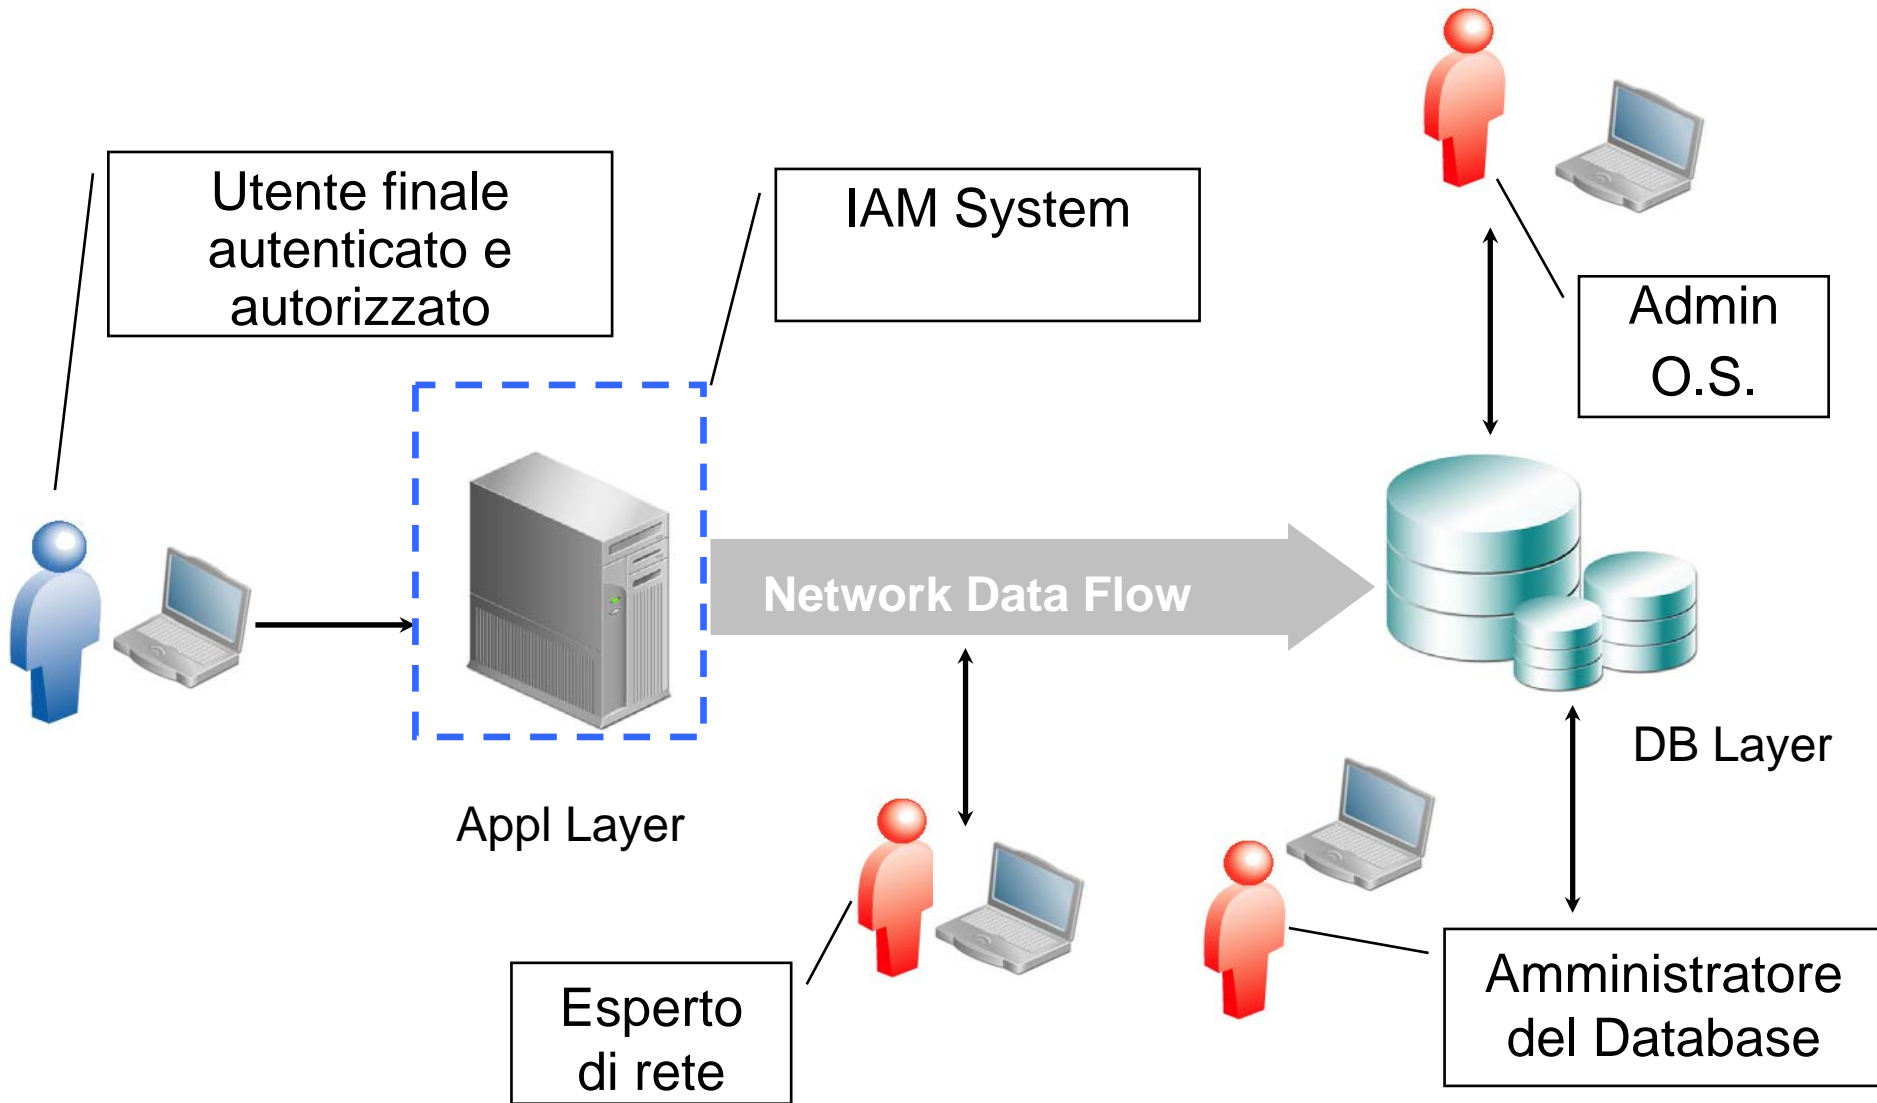 Utente finale
autenticato e
autorizzato
IAM System
Admin
O.S.
Network Data Flow
DB Layer
Appl Layer
Esperto
di rete
Amministratore
del Database